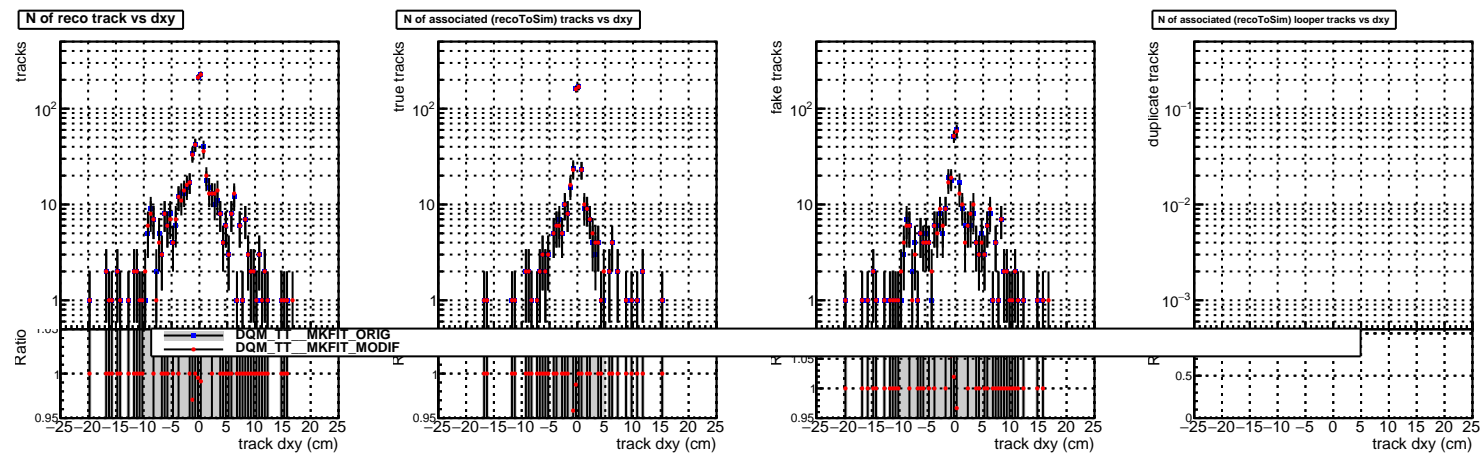 N of reco track vs dxy
N of associated (recoToSim) tracks vs dxy
N of associated (recoToSim) looper tracks vs dxy
tracks
10²
10
1
Ratio
1
0.95
−25 −20 −15 −10 −5 0 5 10 15 20 25
track dxy (cm)
true tracks
10²
10
1
1
0.95
−25 −20 −15 −10 −5 0 5 10 15 20 25
track dxy (cm)
fake tracks
10²
10
1
1.05
1
0.95
−25 −20 −15 −10 −5 0 5 10 15 20 25
track dxy (cm)
duplicate tracks
10⁻¹
10⁻²
10⁻³
0.5
0
−25 −20 −15 −10 −5 0 5 10 15 20 25
track dxy (cm)
DQM_TT__MKFIT_ORIG
DQM_TT__MKFIT_MODIF